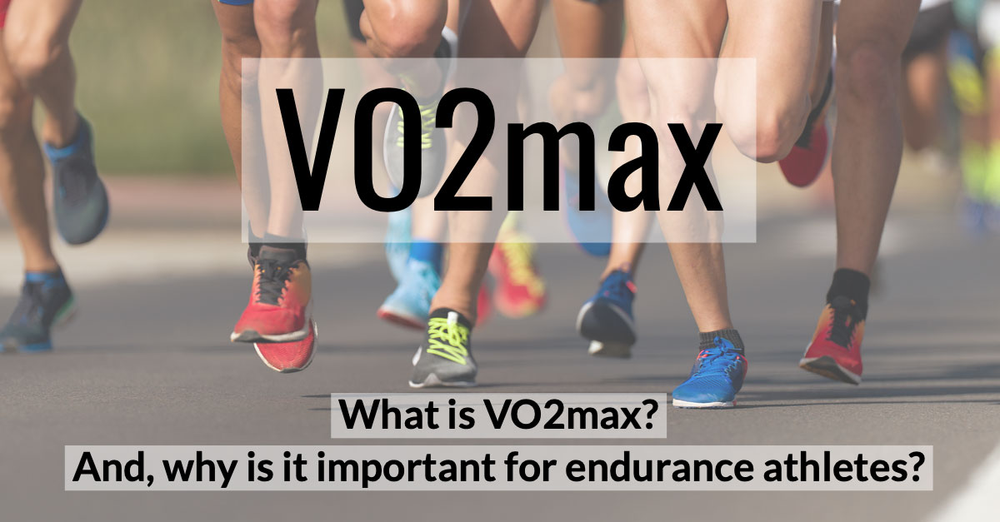 VO2max
What is VO2max?
And, why is it important for endurance athletes?